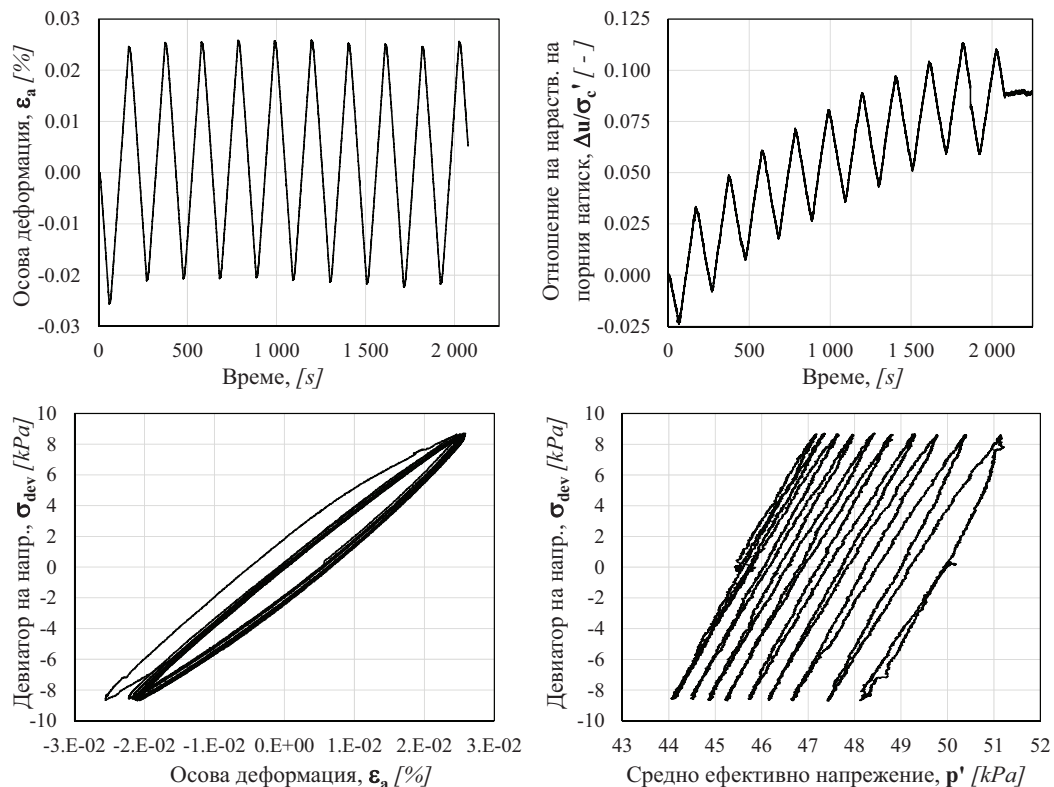 Осова деформация, εa [%]
0.03
0.02
0.01
0.00
-0.01
-0.02
-0.03
0 500 1 000 1 500 2 000
Време, [s]
Отношение на нараств. на
порния натиск, Δu/σc' [ - ]
0.125
0.100
0.075
0.050
0.025
0.000
-0.025
0 500 1 000 1 500 2 000
Време, [s]
Девиатор на напр., σdev [kPa]
10
8
6
4
2
0
-2
-4
-6
-8
-10
-3.E-02 -2.E-02 -1.E-02 0.E+00 1.E-02 2.E-02 3.E-02
Осова деформация, εa [%]
Девиатор на напр., σdev [kPa]
10
8
6
4
2
0
-2
-4
-6
-8
-10
43 44 45 46 47 48 49 50 51 52
Средно ефективно напрежение, p' [kPa]